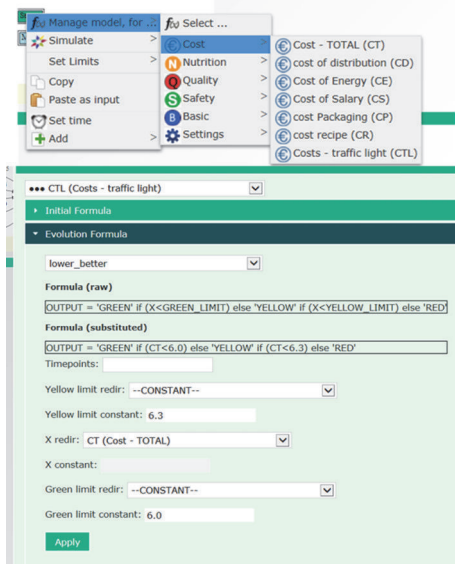 f(x) Manage model, for ...
Simulate >
Set Limits >
Copy
Paste as input
Set time
Add >
f(x) Select ...
Cost >
N Nutrition >
Q Quality >
S Safety >
B Basic >
Settings >
€ Cost - TOTAL (CT)
€ cost of distribution (CD)
€ Cost of Energy (CE)
€ Cost of Salary (CS)
€ cost Packaging (CP)
€ cost recipe (CR)
€ Costs - traffic light (CTL)
••• CTL (Costs - traffic light)
Initial Formula
Evolution Formula
lower_better
Formula (raw)
OUTPUT = 'GREEN' if (X<GREEN_LIMIT) else 'YELLOW' if (X<YELLOW_LIMIT) else 'RED'
Formula (substituted)
OUTPUT = 'GREEN' if (CT<6.0) else 'YELLOW' if (CT<6.3) else 'RED'
Timepoints:
Yellow limit redir: --CONSTANT--
Yellow limit constant: 6.3
X redir: CT (Cost - TOTAL)
X constant:
Green limit redir: --CONSTANT--
Green limit constant: 6.0
Apply